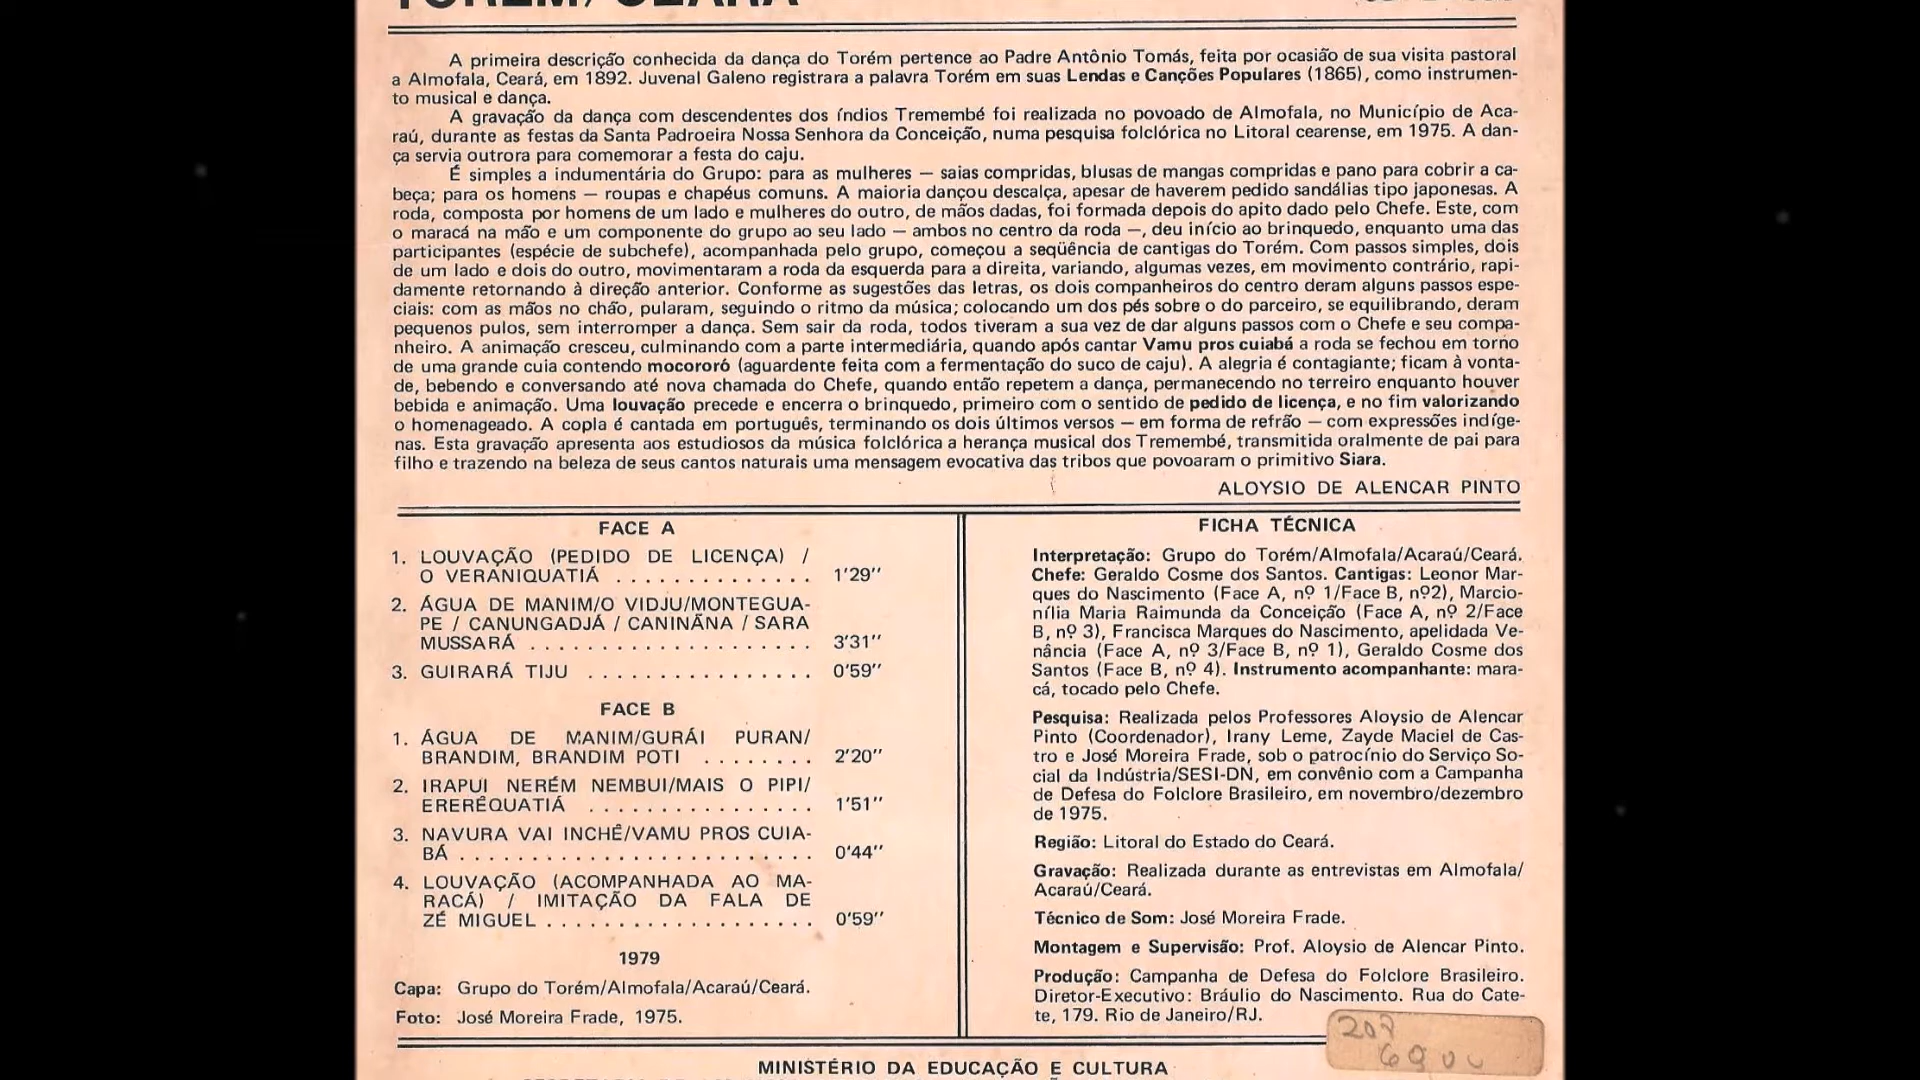 TOREM/CEARÁ
A primeira descrição conhecida da dança do Torém pertence ao Padre Antônio Tomás, feita por ocasião de sua visita pastoral
a Almofala, Ceará, em 1892. Juvenal Galeno registrara a palavra Torém em suas Lendas e Canções Populares (1865), como instrumen-
to musical e dança.
A gravação da dança com descendentes dos índios Tremembé foi realizada no povoado de Almofala, no Município de Aca-
raú, durante as festas da Santa Padroeira Nossa Senhora da Conceição, numa pesquisa folclórica no Litoral cearense, em 1975. A dan-
ça servia outrora para comemorar a festa do caju.
É simples a indumentária do Grupo: para as mulheres — saias compridas, blusas de mangas compridas e pano para cobrir a ca-
beça; para os homens — roupas e chapéus comuns. A maioria dançou descalça, apesar de haverem pedido sandálias tipo japonesas. A
roda, composta por homens de um lado e mulheres do outro, de mãos dadas, foi formada depois do apito dado pelo Chefe. Este, com
o maracá na mão e um componente do grupo ao seu lado — ambos no centro da roda —, deu início ao brinquedo, enquanto uma das
participantes (espécie de subchefe), acompanhada pelo grupo, começou a seqüência de cantigas do Torém. Com passos simples, dois
de um lado e dois do outro, movimentaram a roda da esquerda para a direita, variando, algumas vezes, em movimento contrário, rapi-
damente retornando à direção anterior. Conforme as sugestões das letras, os dois companheiros do centro deram alguns passos espe-
ciais: com as mãos no chão, pularam, seguindo o ritmo da música; colocando um dos pés sobre o do parceiro, se equilibrando, deram
pequenos pulos, sem interromper a dança. Sem sair da roda, todos tiveram a sua vez de dar alguns passos com o Chefe e seu compa-
nheiro. A animação cresceu, culminando com a parte intermediária, quando após cantar Vamu pros cuiabá a roda se fechou em torno
de uma grande cuia contendo mocororó (aguardente feita com a fermentação do suco de caju). A alegria é contagiante; ficam à vonta-
de, bebendo e conversando até nova chamada do Chefe, quando então repetem a dança, permanecendo no terreiro enquanto houver
bebida e animação. Uma louvação precede e encerra o brinquedo, primeiro com o sentido de pedido de licença, e no fim valorizando
o homenageado. A copla é cantada em português, terminando os dois últimos versos — em forma de refrão — com expressões indíge-
nas. Esta gravação apresenta aos estudiosos da música folclórica a herança musical dos Tremembé, transmitida oralmente de pai para
filho e trazendo na beleza de seus cantos naturais uma mensagem evocativa das tribos que povoaram o primitivo Siara.
ALOYSIO DE ALENCAR PINTO
FACE A
1. LOUVAÇÃO (PEDIDO DE LICENÇA) /
O VERANIQUATIÁ . . . . . . . . . . . . . . 1'29''
2. ÁGUA DE MANIM/O VIDJU/MONTEGUA-
PE / CANUNGADJÁ / CANINÃNA / SARA
MUSSARÁ . . . . . . . . . . . . . . . . . . . . 3'31''
3. GUIRARÁ TIJU . . . . . . . . . . . . . . . . 0'59''
FACE B
1. ÁGUA DE MANIM/GURÁI PURAN/
BRANDIM, BRANDIM POTI . . . . . . . . 2'20''
2. IRAPUI NERÉM NEMBUI/MAIS O PIPI/
ERERÊQUATIÁ . . . . . . . . . . . . . . . . 1'51''
3. NAVURA VAI INCHÊ/VAMU PROS CUIA-
BÁ . . . . . . . . . . . . . . . . . . . . . . . . . 0'44''
4. LOUVAÇÃO (ACOMPANHADA AO MA-
RACÁ) / IMITAÇÃO DA FALA DE
ZÉ MIGUEL . . . . . . . . . . . . . . . . . . . 0'59''
1979
Capa: Grupo do Torém/Almofala/Acaraú/Ceará.
Foto: José Moreira Frade, 1975.
FICHA TÉCNICA
Interpretação: Grupo do Torém/Almofala/Acaraú/Ceará.
Chefe: Geraldo Cosme dos Santos. Cantigas: Leonor Mar-
ques do Nascimento (Face A, nº 1/Face B, nº2), Marcio-
nília Maria Raimunda da Conceição (Face A, nº 2/Face
B, nº 3), Francisca Marques do Nascimento, apelidada Ve-
nância (Face A, nº 3/Face B, nº 1), Geraldo Cosme dos
Santos (Face B, nº 4). Instrumento acompanhante: mara-
cá, tocado pelo Chefe.
Pesquisa: Realizada pelos Professores Aloysio de Alencar
Pinto (Coordenador), Irany Leme, Zayde Maciel de Cas-
tro e José Moreira Frade, sob o patrocínio do Serviço So-
cial da Indústria/SESI-DN, em convênio com a Campanha
de Defesa do Folclore Brasileiro, em novembro/dezembro
de 1975.
Região: Litoral do Estado do Ceará.
Gravação: Realizada durante as entrevistas em Almofala/
Acaraú/Ceará.
Técnico de Som: José Moreira Frade.
Montagem e Supervisão: Prof. Aloysio de Alencar Pinto.
Produção: Campanha de Defesa do Folclore Brasileiro.
Diretor-Executivo: Bráulio do Nascimento. Rua do Cate-
te, 179. Rio de Janeiro/RJ.
MINISTÉRIO DA EDUCAÇÃO E CULTURA